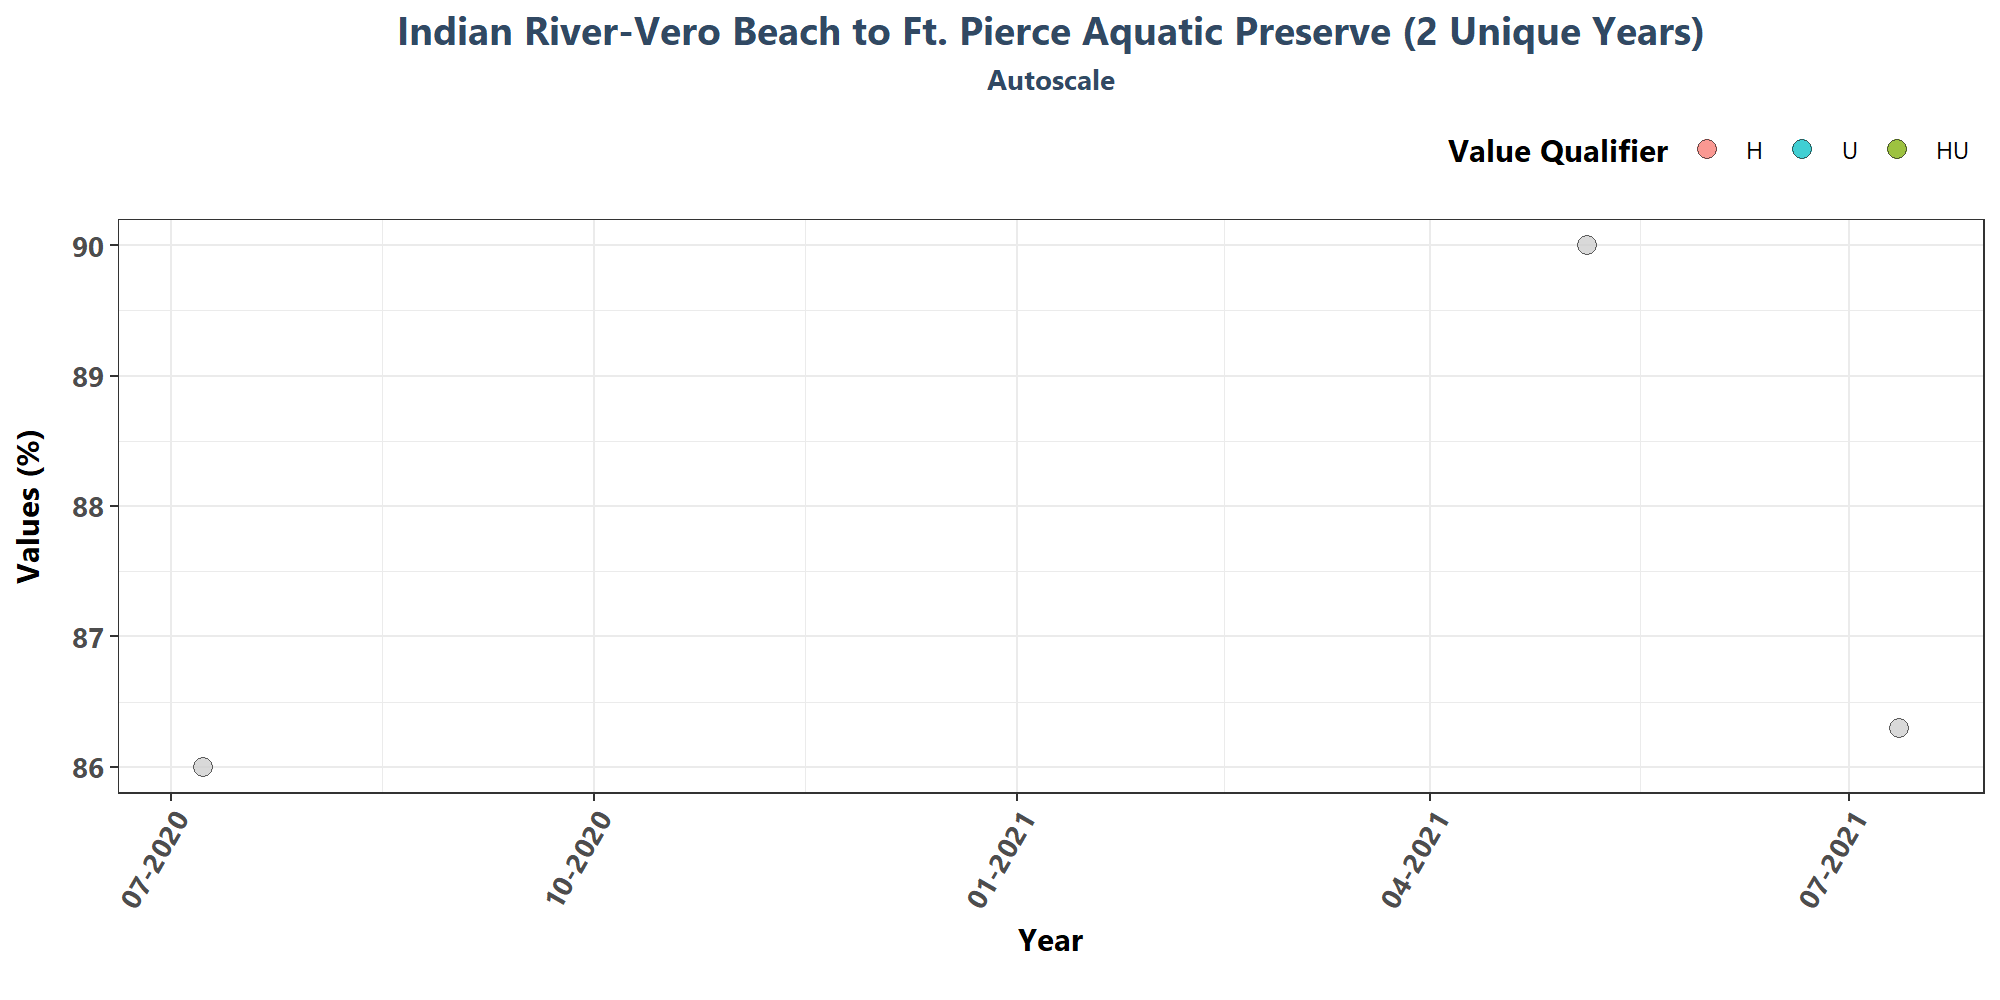 Indian River-Vero Beach to Ft. Pierce Aquatic Preserve (2 Unique Years)
Autoscale
Value Qualifier H U HU
Values (%)
90
89
88
87
86
07-2020 10-2020 01-2021 04-2021 07-2021
Year